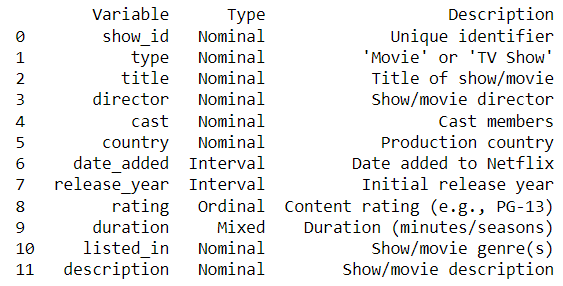 Variable Type Description
0 show_id Nominal Unique identifier
1 type Nominal 'Movie' or 'TV Show'
2 title Nominal Title of show/movie
3 director Nominal Show/movie director
4 cast Nominal Cast members
5 country Nominal Production country
6 date_added Interval Date added to Netflix
7 release_year Interval Initial release year
8 rating Ordinal Content rating (e.g., PG-13)
9 duration Mixed Duration (minutes/seasons)
10 listed_in Nominal Show/movie genre(s)
11 description Nominal Show/movie description